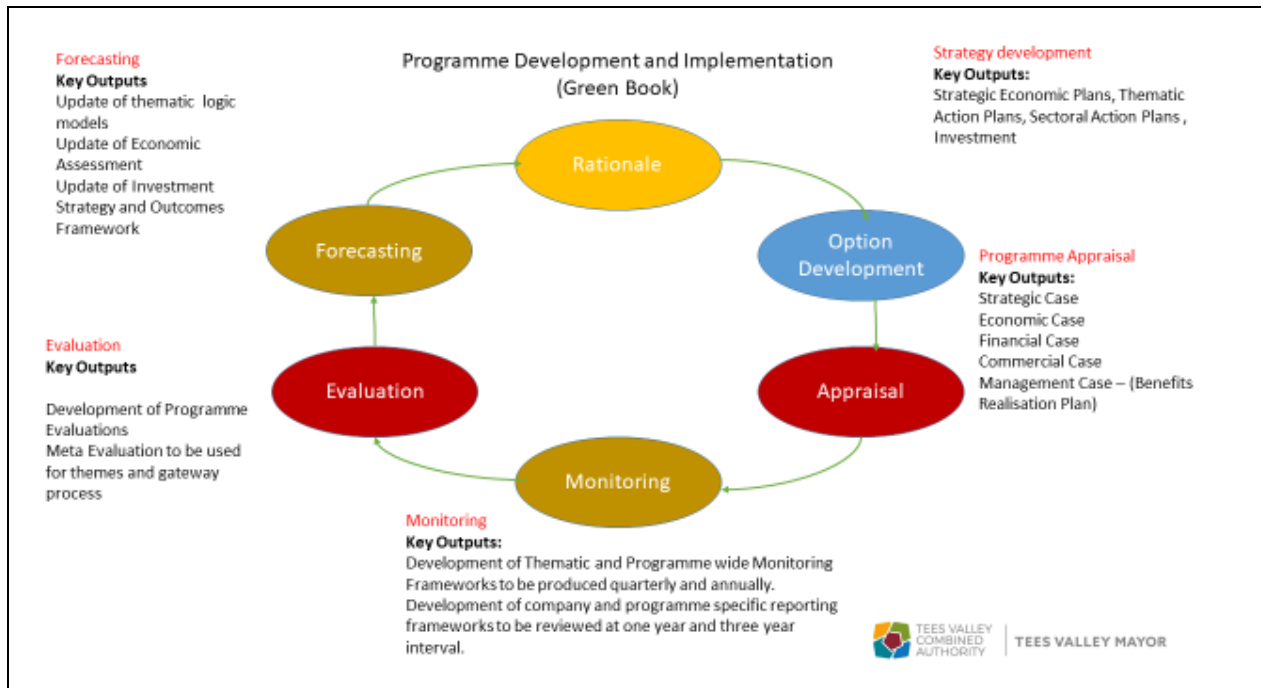 Programme Development and Implementation
(Green Book)
Forecasting
Key Outputs
Update of thematic logic
models
Update of Economic
Assessment
Update of Investment
Strategy and Outcomes
Framework
Strategy development
Key Outputs:
Strategic Economic Plans, Thematic
Action Plans, Sectoral Action Plans ,
Investment
Rationale
Option
Development
Programme Appraisal
Key Outputs:
Strategic Case
Economic Case
Financial Case
Commercial Case
Management Case – (Benefits
Realisation Plan)
Appraisal
Monitoring
Monitoring
Key Outputs:
Development of Thematic and Programme wide Monitoring
Frameworks to be produced quarterly and annually.
Development of company and programme specific reporting
frameworks to be reviewed at one year and three year
interval.
Evaluation
Evaluation
Key Outputs
Development of Programme
Evaluations
Meta Evaluation to be used
for themes and gateway
process
Forecasting
TEES VALLEY
COMBINED
AUTHORITY
TEES VALLEY MAYOR